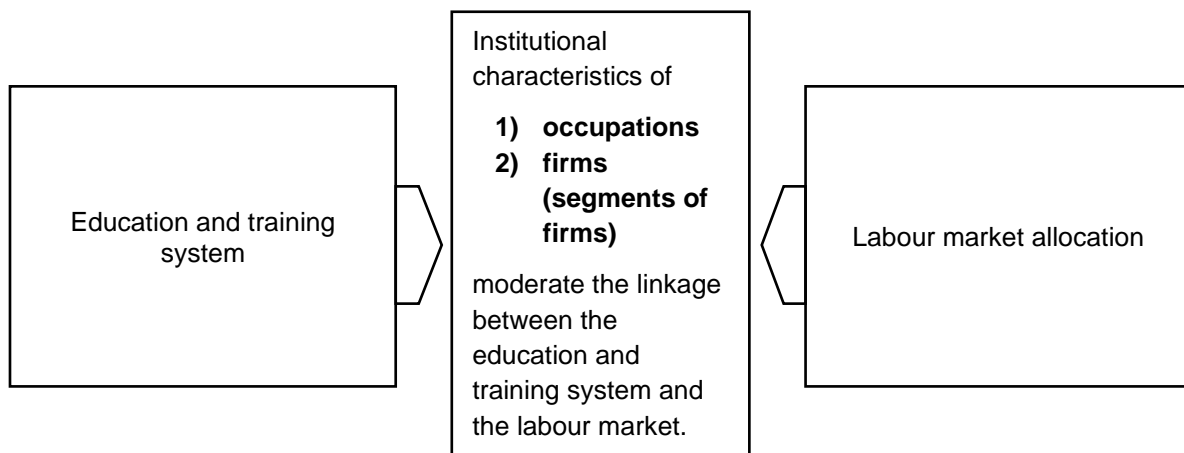 Education and training
system
Institutional
characteristics of
1) occupations
2) firms
(segments of
firms)
moderate the linkage
between the
education and
training system and
the labour market.
Labour market allocation